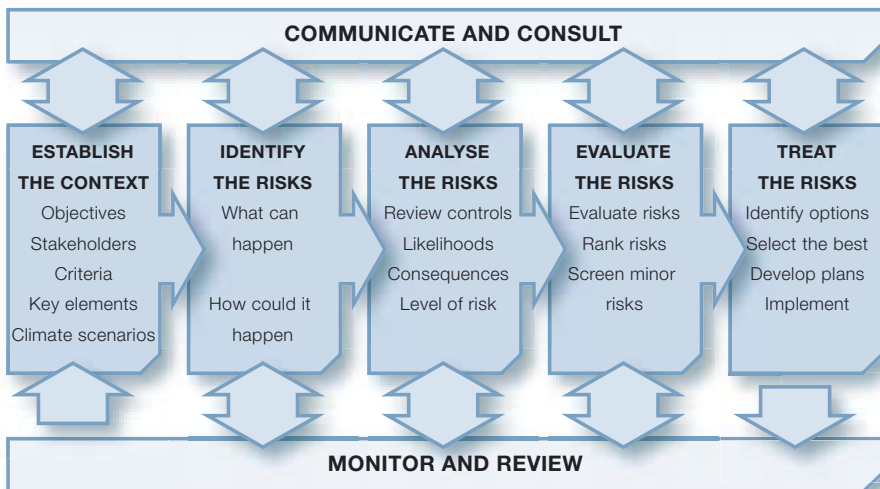 COMMUNICATE AND CONSULT
ESTABLISH
THE CONTEXT
Objectives
Stakeholders
Criteria
Key elements
Climate scenarios
IDENTIFY
THE RISKS
What can
happen
How could it
happen
ANALYSE
THE RISKS
Review controls
Likelihoods
Consequences
Level of risk
EVALUATE
THE RISKS
Evaluate risks
Rank risks
Screen minor
risks
TREAT
THE RISKS
Identify options
Select the best
Develop plans
Implement
MONITOR AND REVIEW